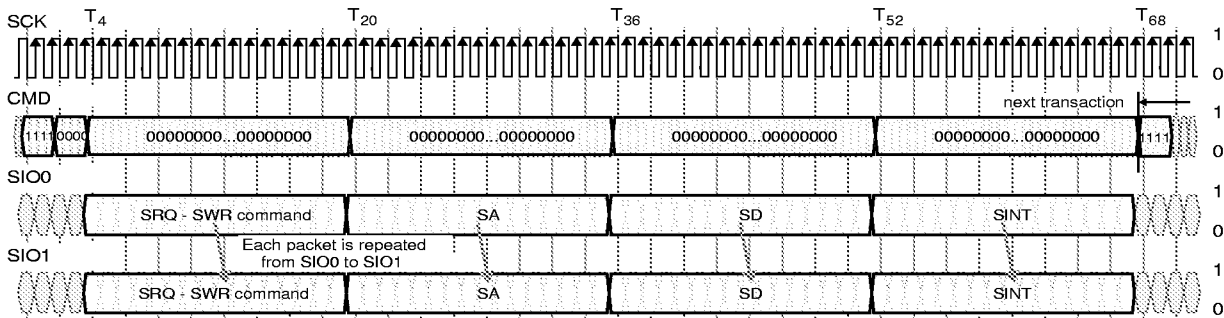 SCK T4 T20 T36 T52 T68 1
0
CMD next transaction 1
1111 0000 00000000...00000000 00000000...00000000 00000000...00000000 00000000...00000000 1111
0
SIO0 1
SRQ - SWR command SA SD SINT
0
Each packet is repeated
from SIO0 to SIO1
SIO1 1
SRQ - SWR command SA SD SINT
0